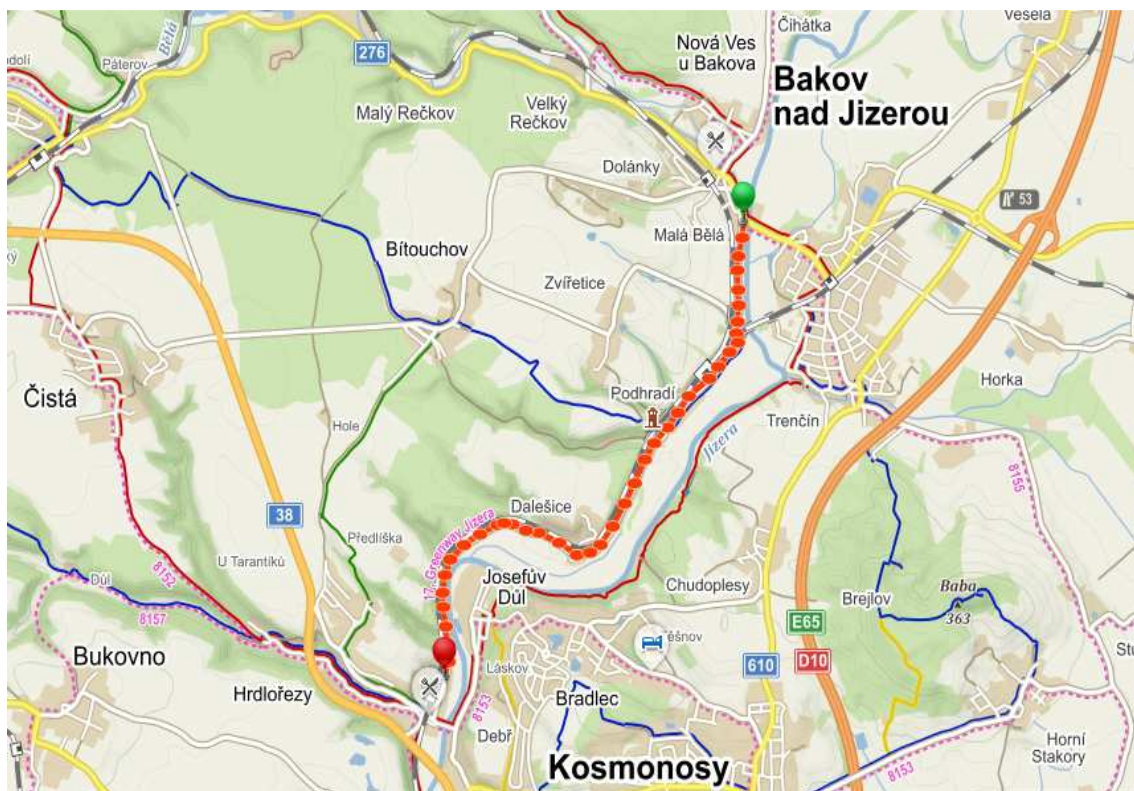 Bělá
Páterov
276
Nová Ves
u Bakova
Čihátka
Veselá
Bakov
nad Jizerou
Malý Rečkov
Velký
Rečkov
Dolánky
53
Malá Bělá
Bítouchov
Zvířetice
Čistá
Podhradí
Horka
Trenčín
Jizera
Hole
8155
Dalešice
38
17. Greenway Jizera
Předlíška
U Tarantíků
8152
Důl
8157
Josefův
Důl
Chudoplesy
Brejlov
Baba
363
E65
D10
610
Bukovno
Hrdlořezy
8153
Láskov
Bradlec
Debř
Kosmonosy
Horní
Stakory
8153